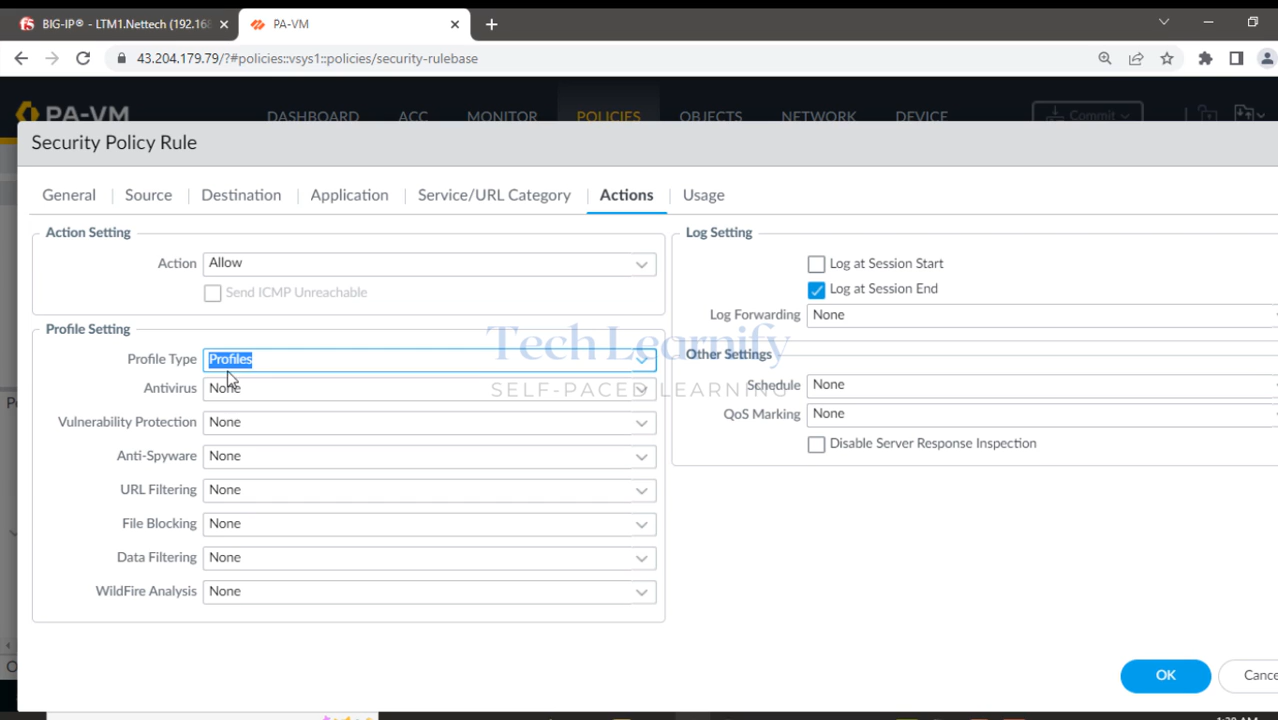 BIG-IP® - LTM1.Nettech (192.168
PA-VM
43.204.179.79/?#policies::vsys1::policies/security-rulebase
PA-VM DASHBOARD ACC MONITOR POLICIES OBJECTS NETWORK DEVICE Commit
Security Policy Rule
General Source Destination Application Service/URL Category Actions Usage
Action Setting
Action Allow
Send ICMP Unreachable
Profile Setting
Profile Type Profiles
Antivirus None
Vulnerability Protection None
Anti-Spyware None
URL Filtering None
File Blocking None
Data Filtering None
WildFire Analysis None
Log Setting
Log at Session Start
Log at Session End
Log Forwarding None
Other Settings
Schedule None
QoS Marking None
Disable Server Response Inspection
Tech Learnify
SELF-PACED LEARNING
OK Cance